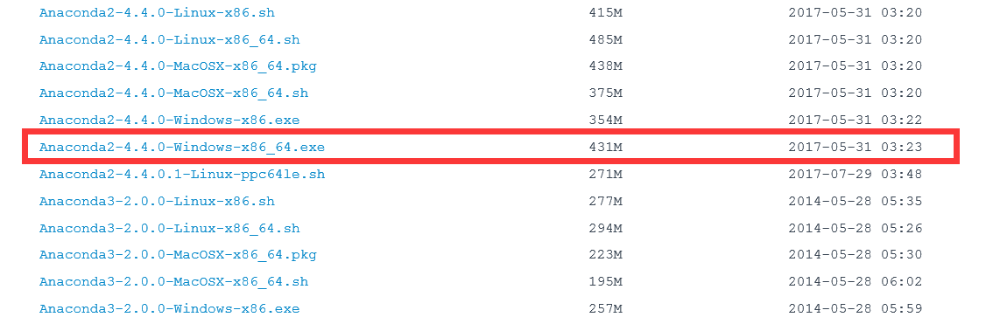 Anaconda2-4.4.0-Linux-x86.sh 415M 2017-05-31 03:20
Anaconda2-4.4.0-Linux-x86_64.sh 485M 2017-05-31 03:20
Anaconda2-4.4.0-MacOSX-x86_64.pkg 438M 2017-05-31 03:20
Anaconda2-4.4.0-MacOSX-x86_64.sh 375M 2017-05-31 03:20
Anaconda2-4.4.0-Windows-x86.exe 354M 2017-05-31 03:22
Anaconda2-4.4.0-Windows-x86_64.exe 431M 2017-05-31 03:23
Anaconda2-4.4.0.1-Linux-ppc64le.sh 271M 2017-07-29 03:48
Anaconda3-2.0.0-Linux-x86.sh 277M 2014-05-28 05:35
Anaconda3-2.0.0-Linux-x86_64.sh 294M 2014-05-28 05:26
Anaconda3-2.0.0-MacOSX-x86_64.pkg 223M 2014-05-28 05:30
Anaconda3-2.0.0-MacOSX-x86_64.sh 195M 2014-05-28 06:02
Anaconda3-2.0.0-Windows-x86.exe 257M 2014-05-28 05:59